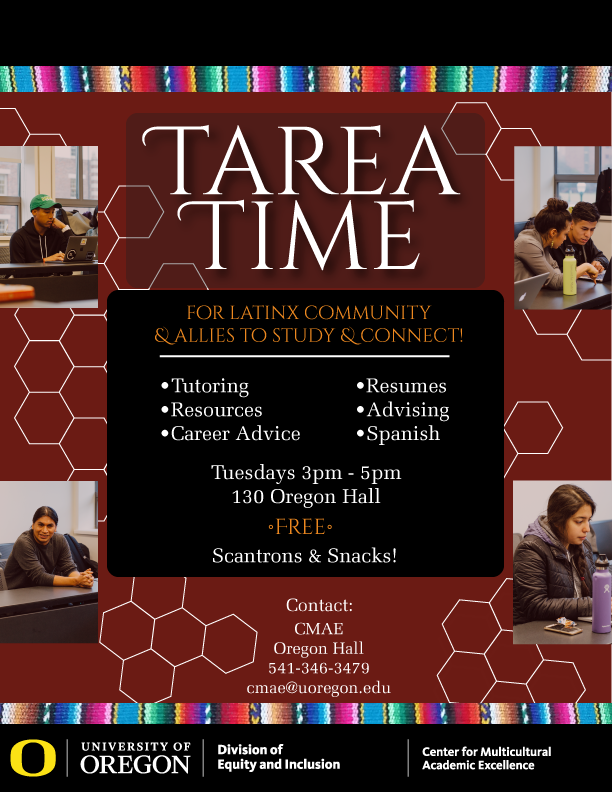 TAREA
TIME
FOR LATINX COMMUNITY
& ALLIES TO STUDY & CONNECT!
•Tutoring
•Resources
•Career Advice
•Resumes
•Advising
•Spanish
Tuesdays 3pm - 5pm
130 Oregon Hall
◦FREE◦
Scantrons & Snacks!
Contact:
CMAE
Oregon Hall
541-346-3479
cmae@uoregon.edu
O
UNIVERSITY OF
OREGON
Division of
Equity and Inclusion
Center for Multicultural
Academic Excellence